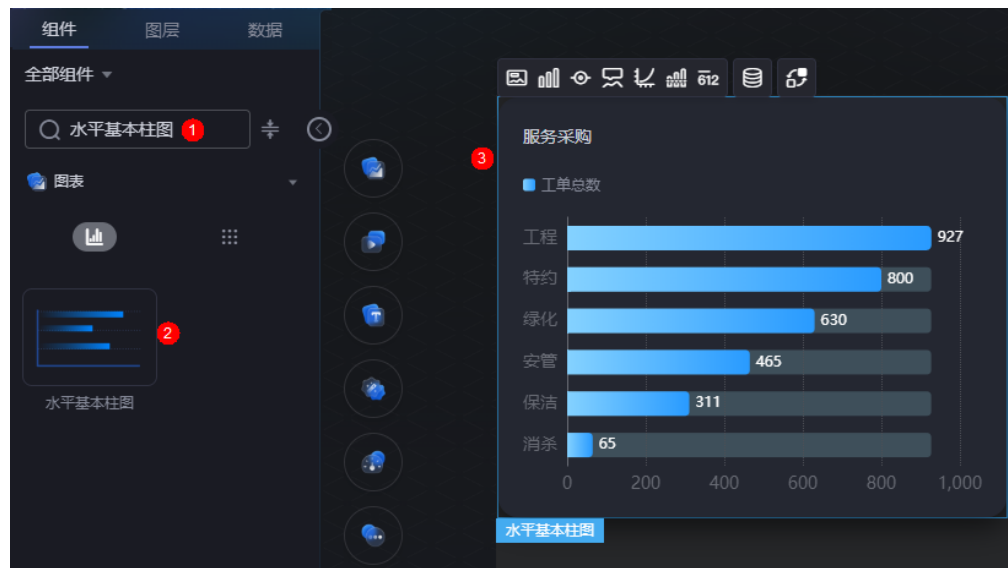 组件 图层 数据
全部组件
水平基本柱图 1
图表
2
水平基本柱图
612
3
服务采购
工单总数
工程 927
特约 800
绿化 630
安管 465
保洁 311
消杀 65
0 200 400 600 800 1,000
水平基本柱图